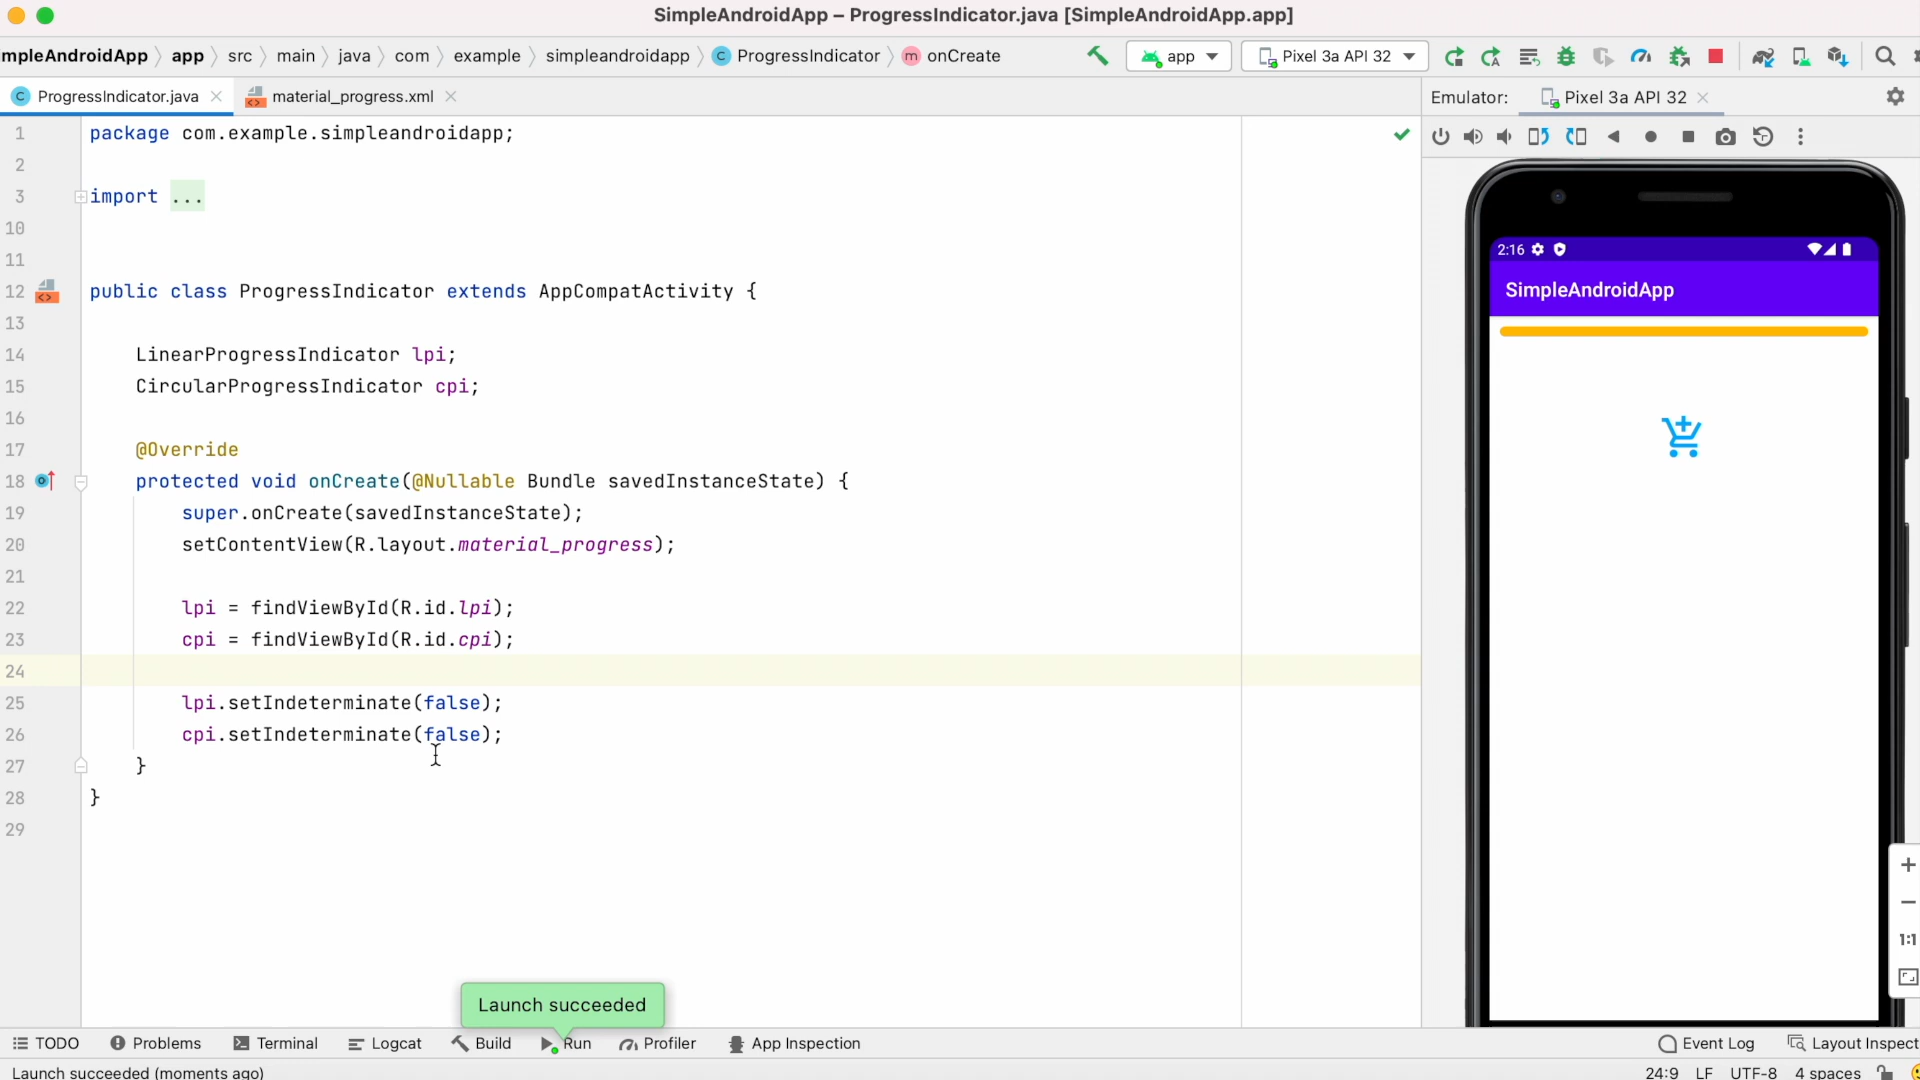 SimpleAndroidApp – ProgressIndicator.java [SimpleAndroidApp.app]
mpleAndroidApp app src main java com example simpleandroidapp C ProgressIndicator m onCreate app Pixel 3a API 32
C ProgressIndicator.java material_progress.xml
Emulator: Pixel 3a API 32
1 package com.example.simpleandroidapp;
2
3 import ...
10
11
12 public class ProgressIndicator extends AppCompatActivity {
13
14 LinearProgressIndicator lpi;
15 CircularProgressIndicator cpi;
16
17 @Override
18 protected void onCreate(@Nullable Bundle savedInstanceState) {
19 super.onCreate(savedInstanceState);
20 setContentView(R.layout.material_progress);
21
22 lpi = findViewById(R.id.lpi);
23 cpi = findViewById(R.id.cpi);
24
25 lpi.setIndeterminate(false);
26 cpi.setIndeterminate(false);
27 }
28 }
29
2:16
SimpleAndroidApp
1:1
Launch succeeded
TODO Problems Terminal Logcat Build Run Profiler App Inspection Event Log Layout Inspect
Launch succeeded (moments ago) 24:9 LF UTF-8 4 spaces